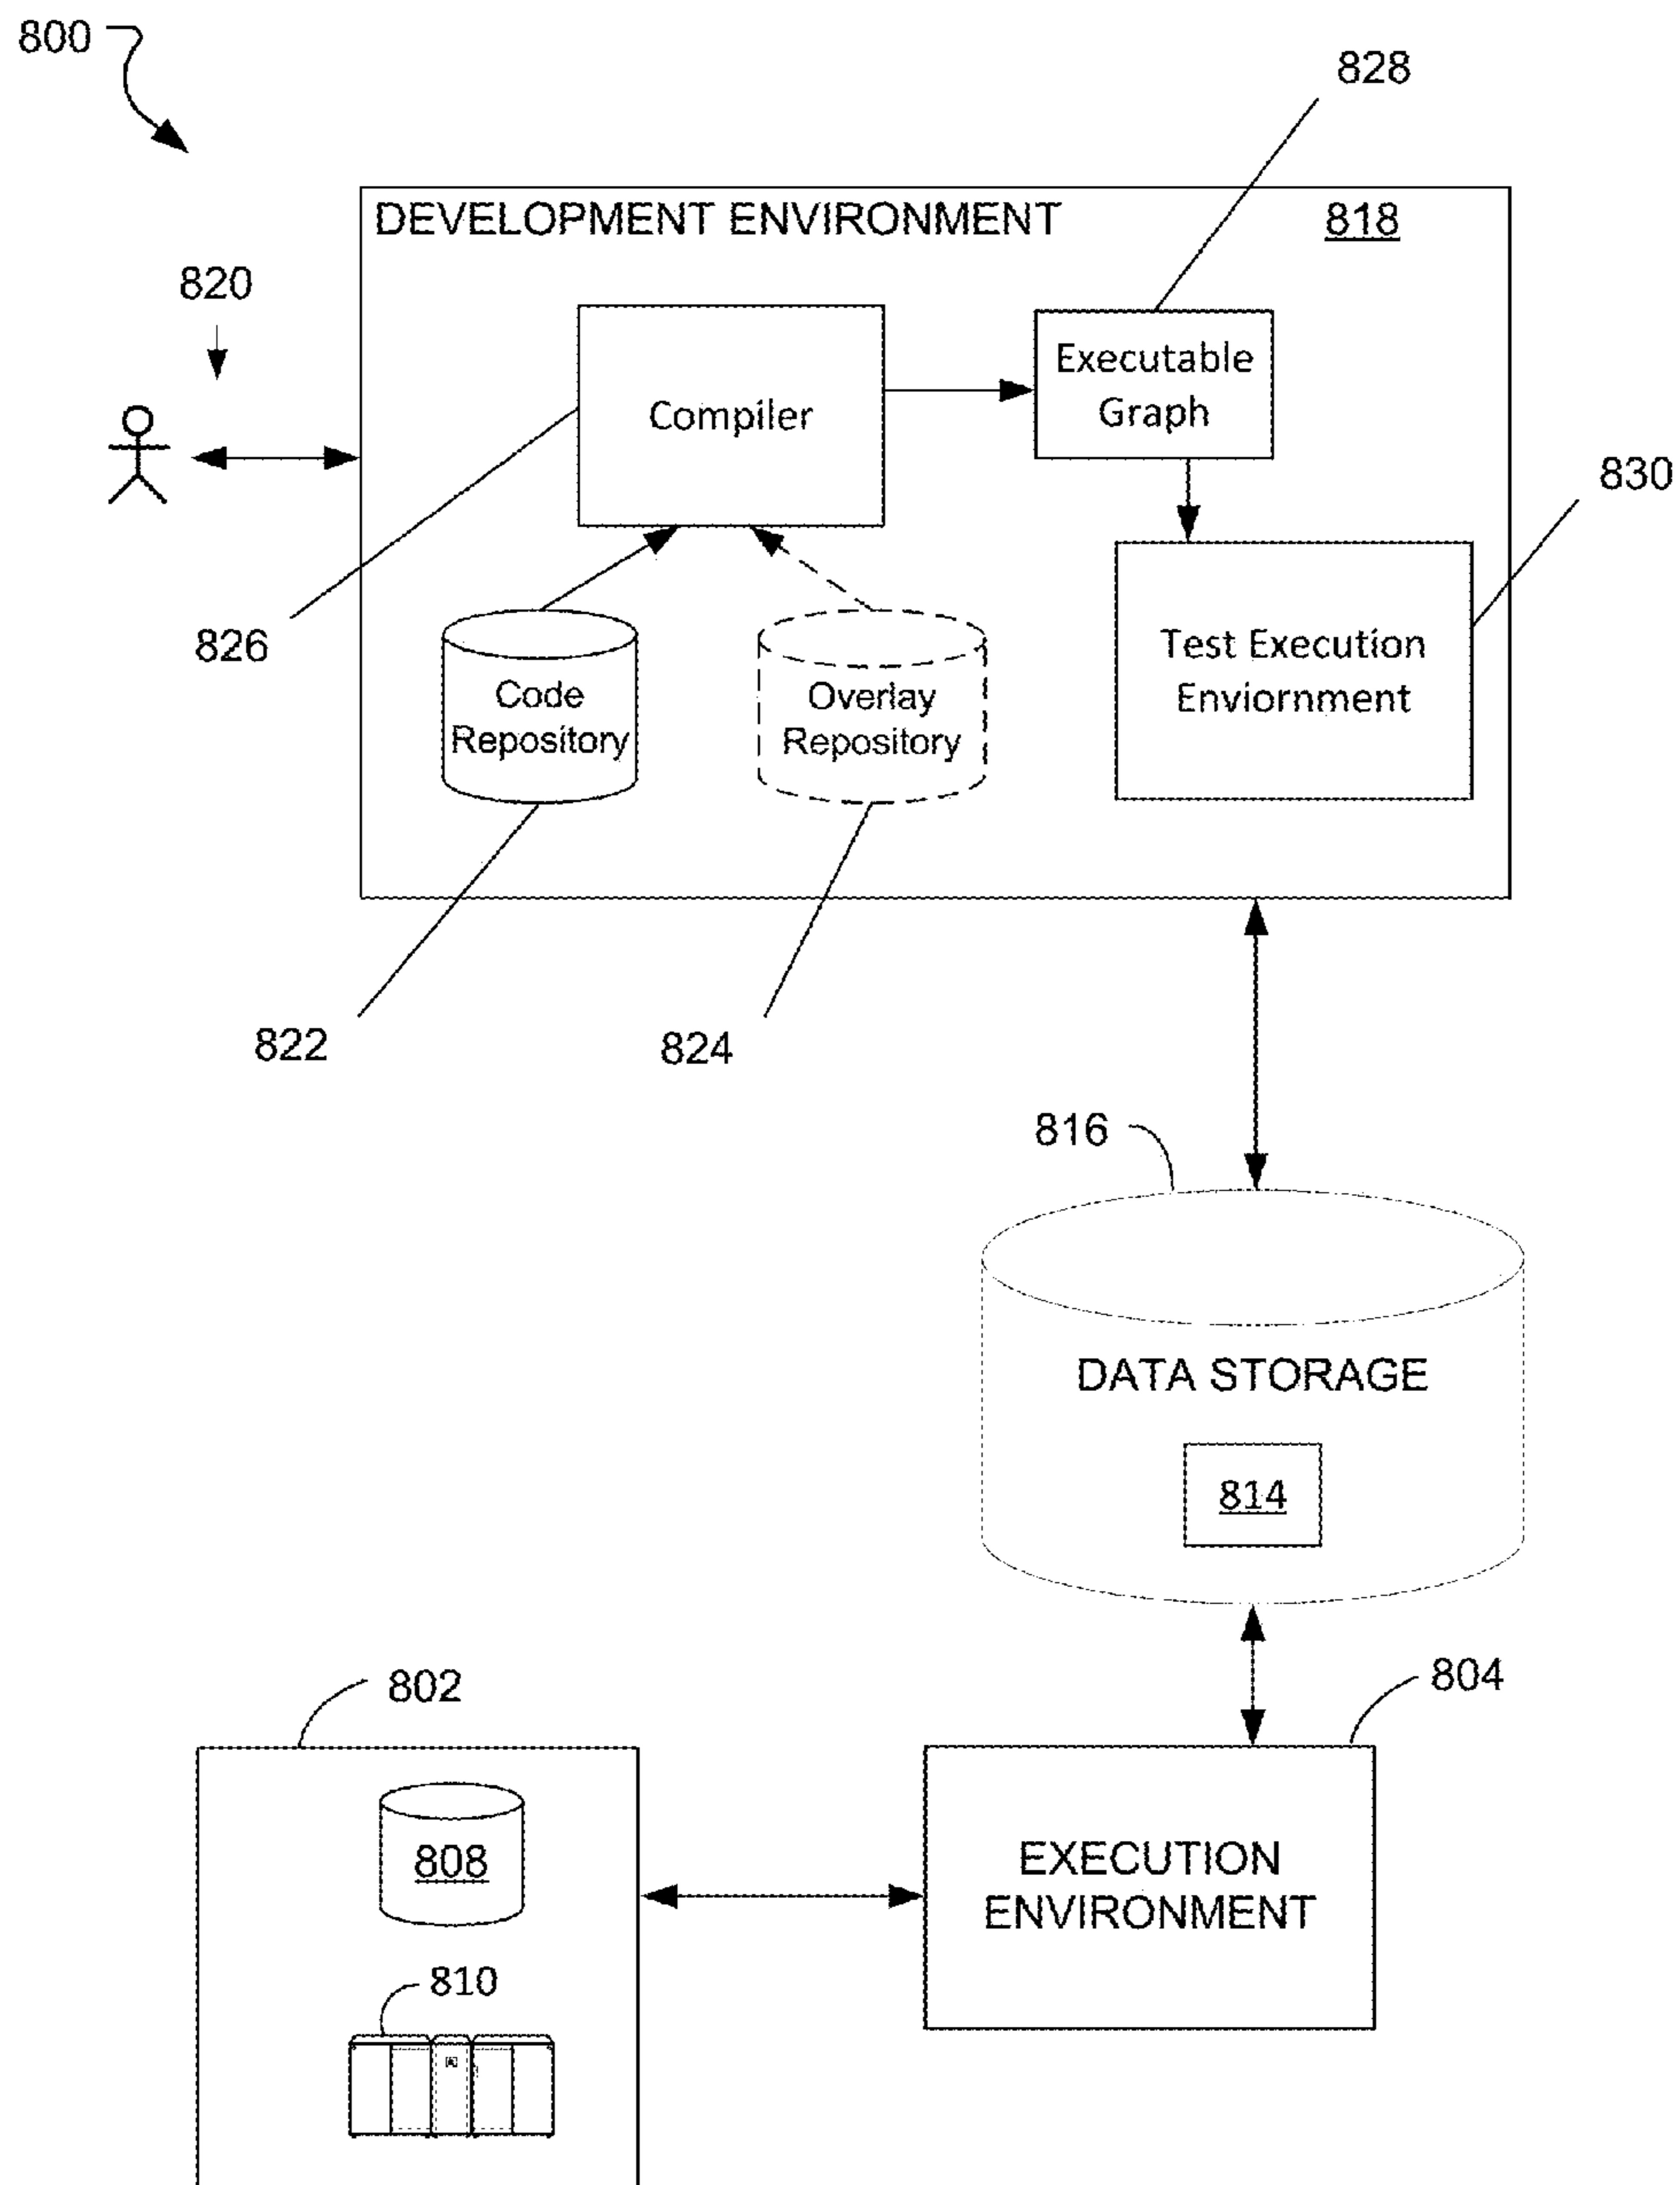 800
828
DEVELOPMENT ENVIRONMENT 818
820
Executable
Graph
Compiler
830
826
Test Execution
Enviornment
Code
Repository
Overlay
Repository
822
824
816
DATA STORAGE
814
802
804
808
EXECUTION
ENVIRONMENT
810